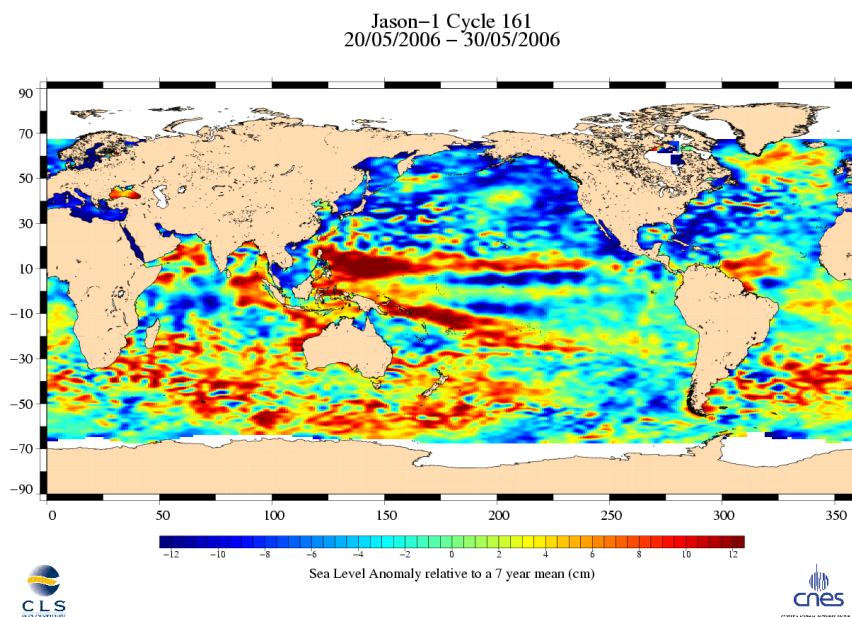 Jason-1 Cycle 161
20/05/2006 – 30/05/2006
90
70
50
30
10
−10
−30
−50
−70
−90
0 50 100 150 200 250 300 350
−12 −10 −8 −6 −4 −2 0 2 4 6 8 10 12
Sea Level Anomaly relative to a 7 year mean (cm)
CLS
cnes